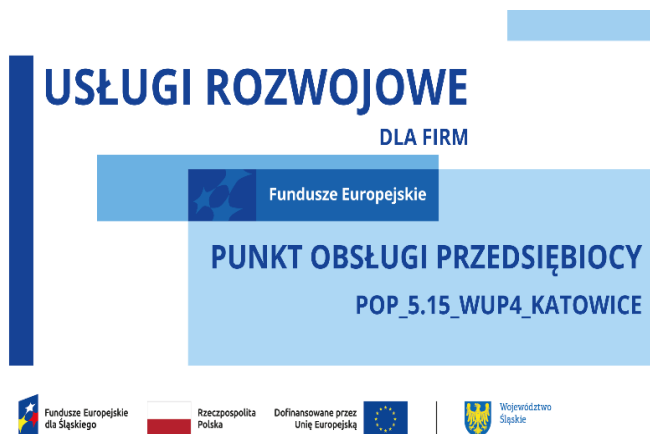 USŁUGI ROZWOJOWE
DLA FIRM
Fundusze Europejskie
PUNKT OBSŁUGI PRZEDSIĘBIOCY
POP_5.15_WUP4_KATOWICE
Fundusze Europejskie
dla Śląskiego
Rzeczpospolita
Polska
Dofinansowane przez
Unię Europejską
Województwo
Śląskie